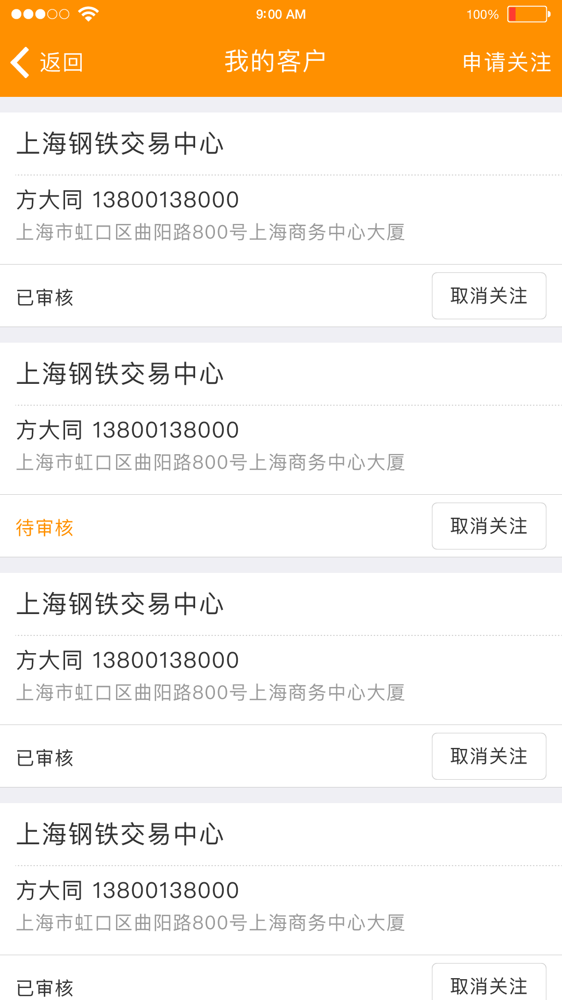 9:00 AM 100%
返回 我的客户 申请关注
上海钢铁交易中心
方大同 13800138000
上海市虹口区曲阳路800号上海商务中心大厦
已审核 取消关注
上海钢铁交易中心
方大同 13800138000
上海市虹口区曲阳路800号上海商务中心大厦
待审核 取消关注
上海钢铁交易中心
方大同 13800138000
上海市虹口区曲阳路800号上海商务中心大厦
已审核 取消关注
上海钢铁交易中心
方大同 13800138000
上海市虹口区曲阳路800号上海商务中心大厦
已审核 取消关注